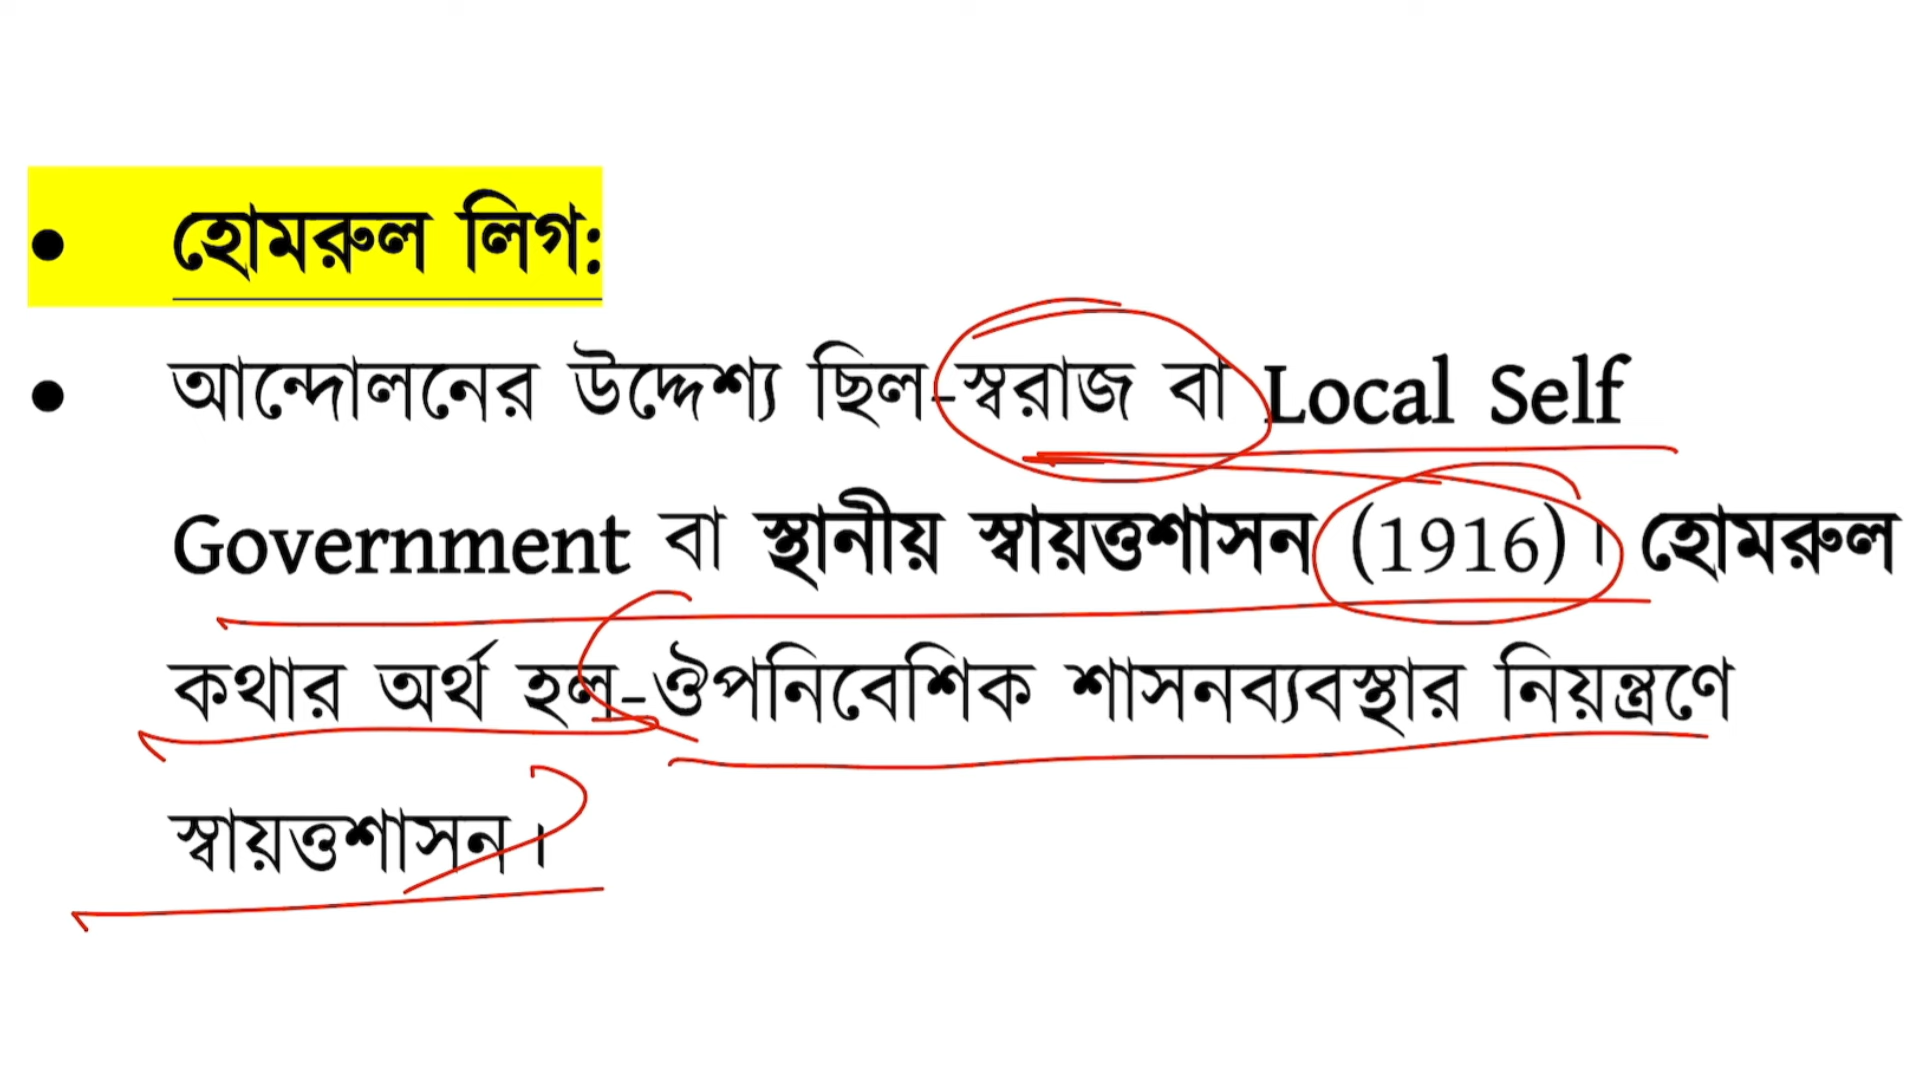 • হোমরুল লিগ:
• আন্দোলনের উদ্দেশ্য ছিল-স্বরাজ বা Local Self
Government বা স্থানীয় স্বায়ত্তশাসন (1916)। হোমরুল
কথার অর্থ হল-ঔপনিবেশিক শাসনব্যবস্থার নিয়ন্ত্রণে
স্বায়ত্তশাসন।